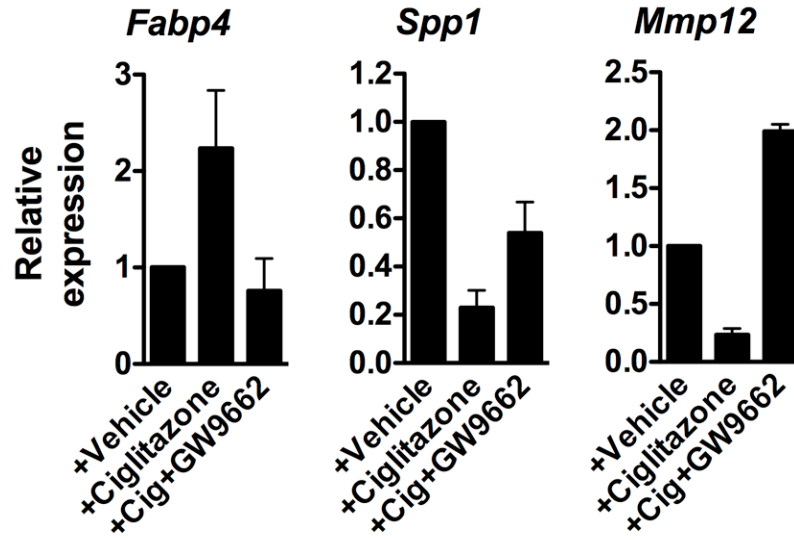 Fabp4
Spp1
Mmp12
Relative
expression
3
2
1
0
1.2
1.0
0.8
0.6
0.4
0.2
0.0
2.5
2.0
1.5
1.0
0.5
0.0
+Vehicle
+Ciglitazone
+Cig+GW9662
+Vehicle
+Ciglitazone
+Cig+GW9662
+Vehicle
+Ciglitazone
+Cig+GW9662